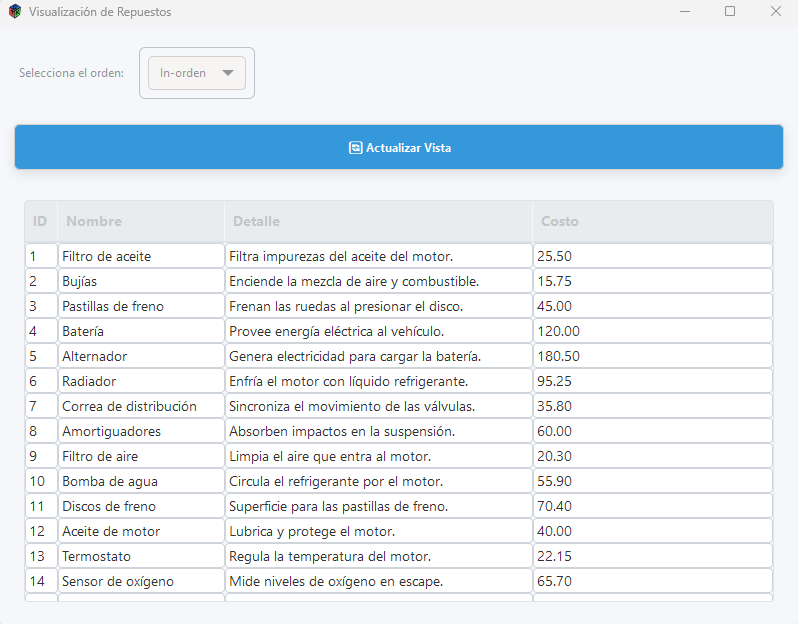 Visualización de Repuestos
Selecciona el orden: In-orden
Actualizar Vista
ID Nombre Detalle Costo
1 Filtro de aceite Filtra impurezas del aceite del motor. 25.50
2 Bujías Enciende la mezcla de aire y combustible. 15.75
3 Pastillas de freno Frenan las ruedas al presionar el disco. 45.00
4 Batería Provee energía eléctrica al vehículo. 120.00
5 Alternador Genera electricidad para cargar la batería. 180.50
6 Radiador Enfría el motor con líquido refrigerante. 95.25
7 Correa de distribución Sincroniza el movimiento de las válvulas. 35.80
8 Amortiguadores Absorben impactos en la suspensión. 60.00
9 Filtro de aire Limpia el aire que entra al motor. 20.30
10 Bomba de agua Circula el refrigerante por el motor. 55.90
11 Discos de freno Superficie para las pastillas de freno. 70.40
12 Aceite de motor Lubrica y protege el motor. 40.00
13 Termostato Regula la temperatura del motor. 22.15
14 Sensor de oxígeno Mide niveles de oxígeno en escape. 65.70